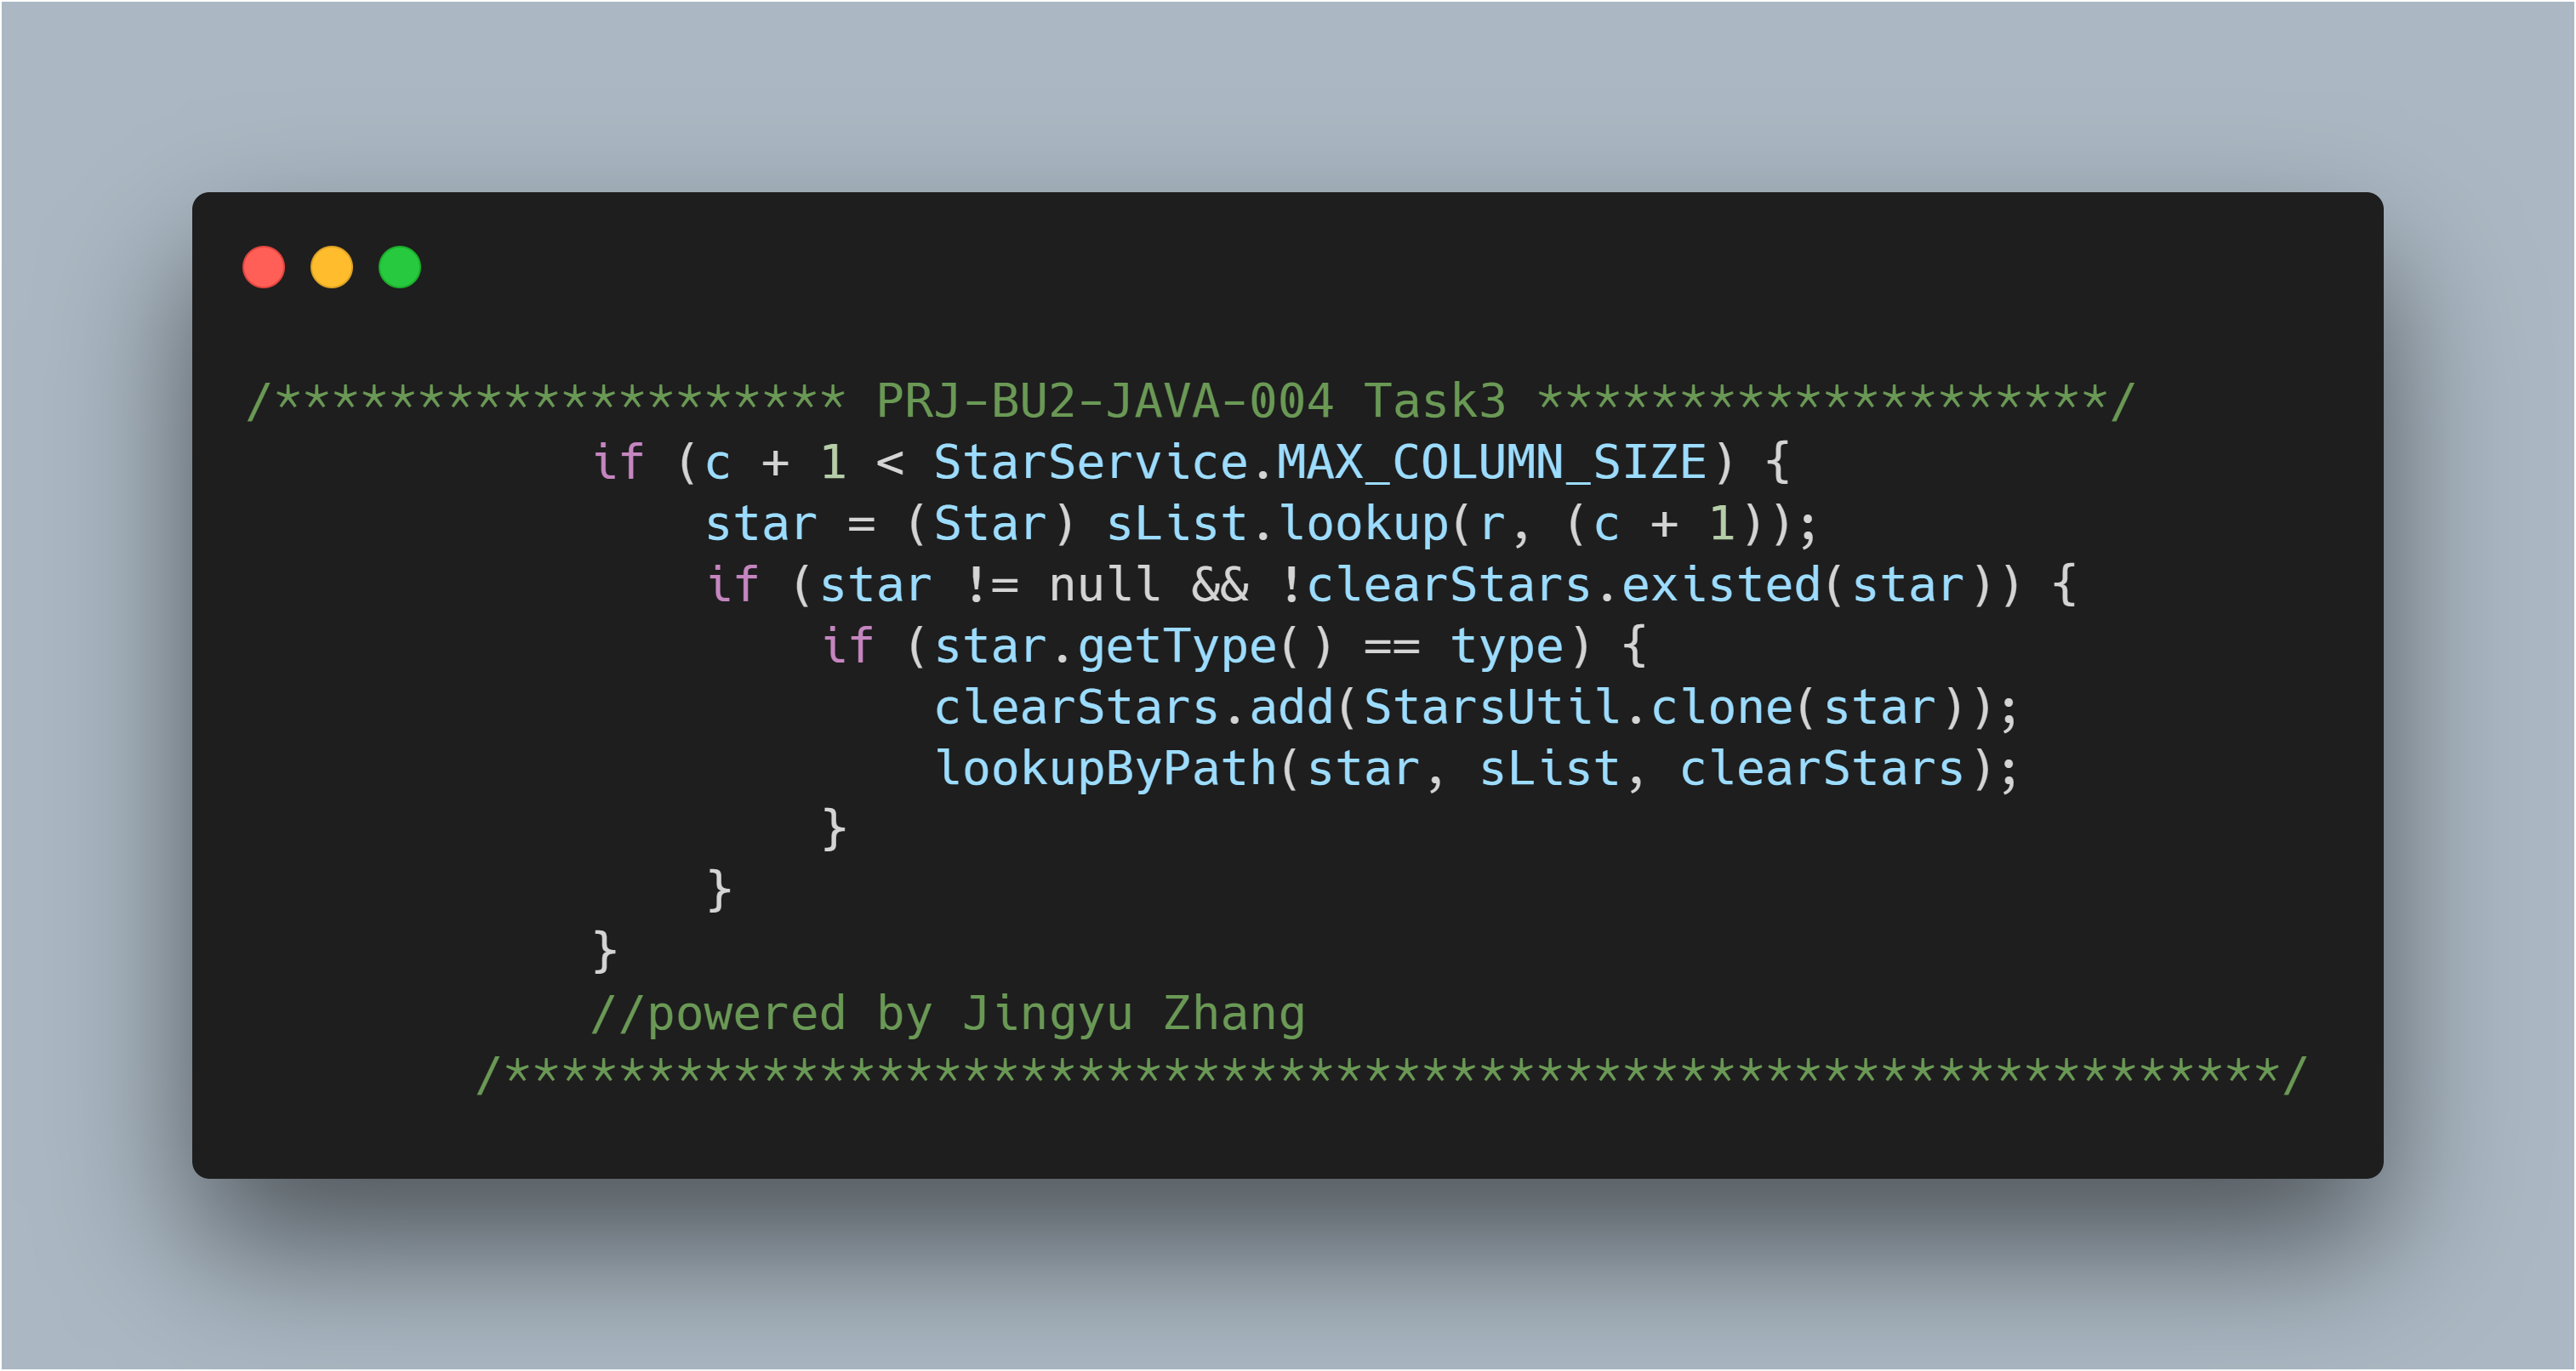 /******************** PRJ-BU2-JAVA-004 Task3 ********************/
if (c + 1 < StarService.MAX_COLUMN_SIZE) {
star = (Star) sList.lookup(r, (c + 1));
if (star != null && !clearStars.existed(star)) {
if (star.getType() == type) {
clearStars.add(StarsUtil.clone(star));
lookupByPath(star, sList, clearStars);
}
}
}
//powered by Jingyu Zhang
/**************************************************************/